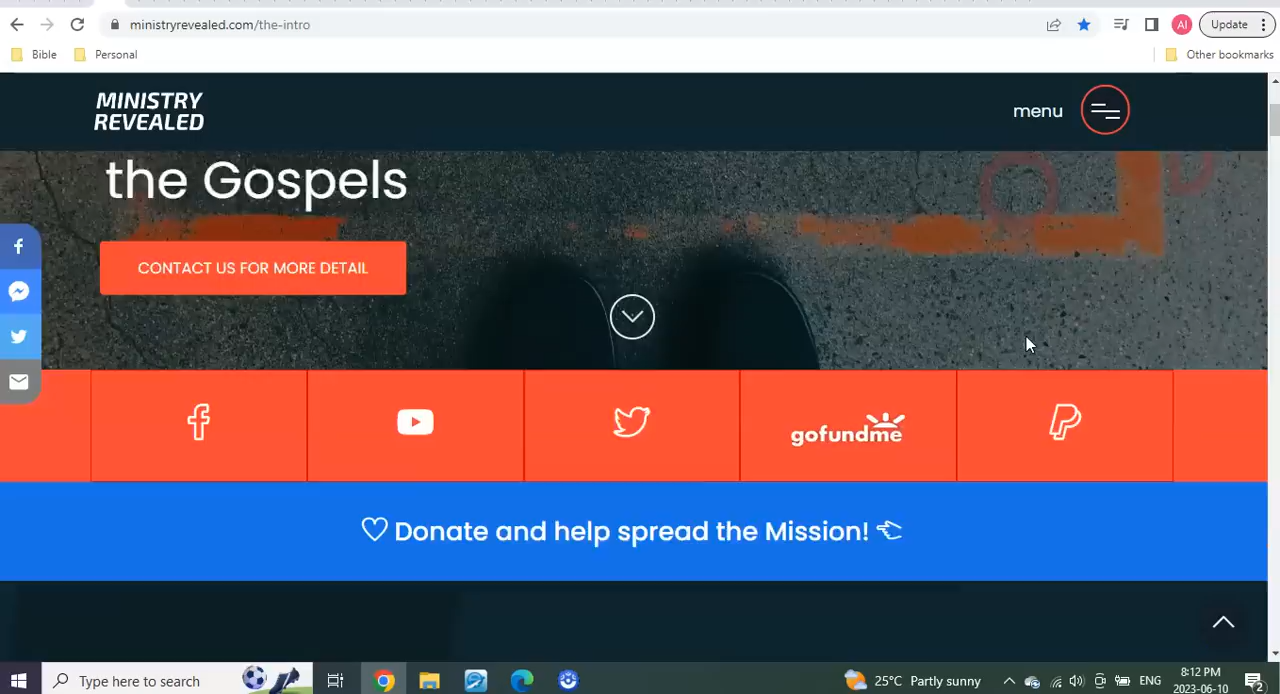 ministryrevealed.com/the-intro
AI
Update
Bible
Personal
Other bookmarks
MINISTRY
REVEALED
menu
the Gospels
CONTACT US FOR MORE DETAIL
gofundme
Donate and help spread the Mission!
Type here to search
25°C Partly sunny
ENG
8:12 PM
2023-06-10
2